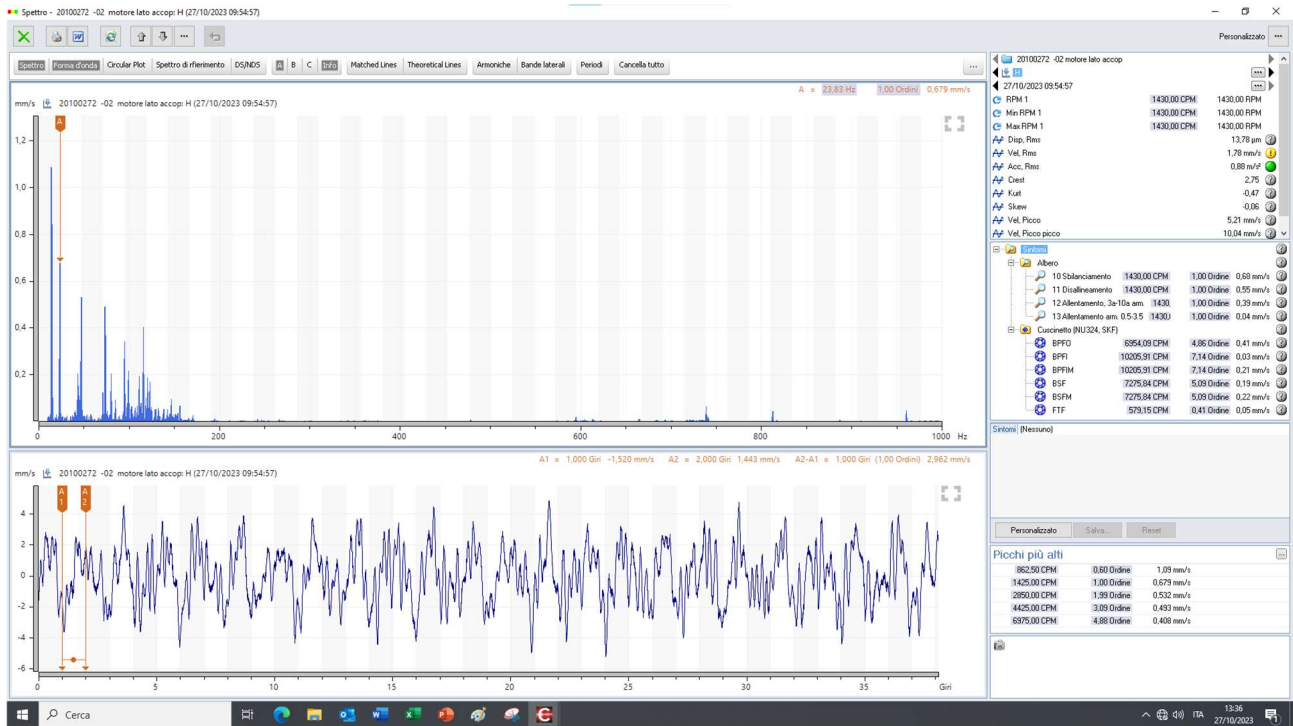 Spettro - 20100272 -02 motore lato accop: H (27/10/2023 09:54:57)
Personalizzato
Spettro Forma d'onda Circular Plot Spettro di rfierimento DS/NDS A B C Info Matched Lines Theoretical Lines Armoniche Bande laterali Periodi Cancella tutto ...
A = 23,83 Hz 1,00 Ordini 0,679 mm/s
mm/s 20100272 -02 motore lato accop: H (27/10/2023 09:54:57)
A
1,2
1,0
0,8
0,6
0,4
0,2
0 200 400 600 800 1000 Hz
A1 = 1,000 Giri -1,520 mm/s A2 = 2,000 Giri 1,443 mm/s A2-A1 = 1,000 Giri (1,00 Ordini) 2,962 mm/s
mm/s 20100272 -02 motore lato accop: H (27/10/2023 09:54:57)
A 1 A 2
4
2
0
-2
-4
-6
0 5 10 15 20 25 30 35 Giri
20100272 -02 motore lato accop
H
27/10/2023 09:54:57
RPM 1 1430,00 CPM 1430,00 RPM
Min RPM 1 1430,00 CPM 1430,00 RPM
Max RPM 1 1430,00 CPM 1430,00 RPM
Disp, Rms 13,78 µm
Vel, Rms 1,78 mm/s
Acc, Rms 0,88 m/s²
Crest 2,75
Kurt -0,47
Skew -0,06
Vel, Picco 5,21 mm/s
Vel, Picco picco 10,04 mm/s
Sintomi
Albero
10 Sbilanciamento 1430,00 CPM 1,00 Ordine 0,68 mm/s
11 Disallineamento 1430,00 CPM 1,00 Ordine 0,55 mm/s
12 Allentamento, 3a-10a arm. 1430, 1,00 Ordine 0,39 mm/s
13 Allentamento arm. 0.5-3.5 1430,( 1,00 Ordine 0,04 mm/s
Cuscinetto (NU324, SKF)
BPFO 6954,09 CPM 4,86 Ordine 0,41 mm/s
BPFI 10205,91 CPM 7,14 Ordine 0,03 mm/s
BPFIM 10205,91 CPM 7,14 Ordine 0,21 mm/s
BSF 7275,84 CPM 5,09 Ordine 0,19 mm/s
BSFM 7275,84 CPM 5,09 Ordine 0,22 mm/s
FTF 579,15 CPM 0,41 Ordine 0,05 mm/s
Sintomi (Nessuno)
Personalizzato Salva... Reset
Picchi più alti
862,50 CPM 0,60 Ordine 1,09 mm/s
1425,00 CPM 1,00 Ordine 0,679 mm/s
2850,00 CPM 1,99 Ordine 0,532 mm/s
4425,00 CPM 3,09 Ordine 0,493 mm/s
6975,00 CPM 4,88 Ordine 0,408 mm/s
Cerca
ITA
13:36
27/10/2023